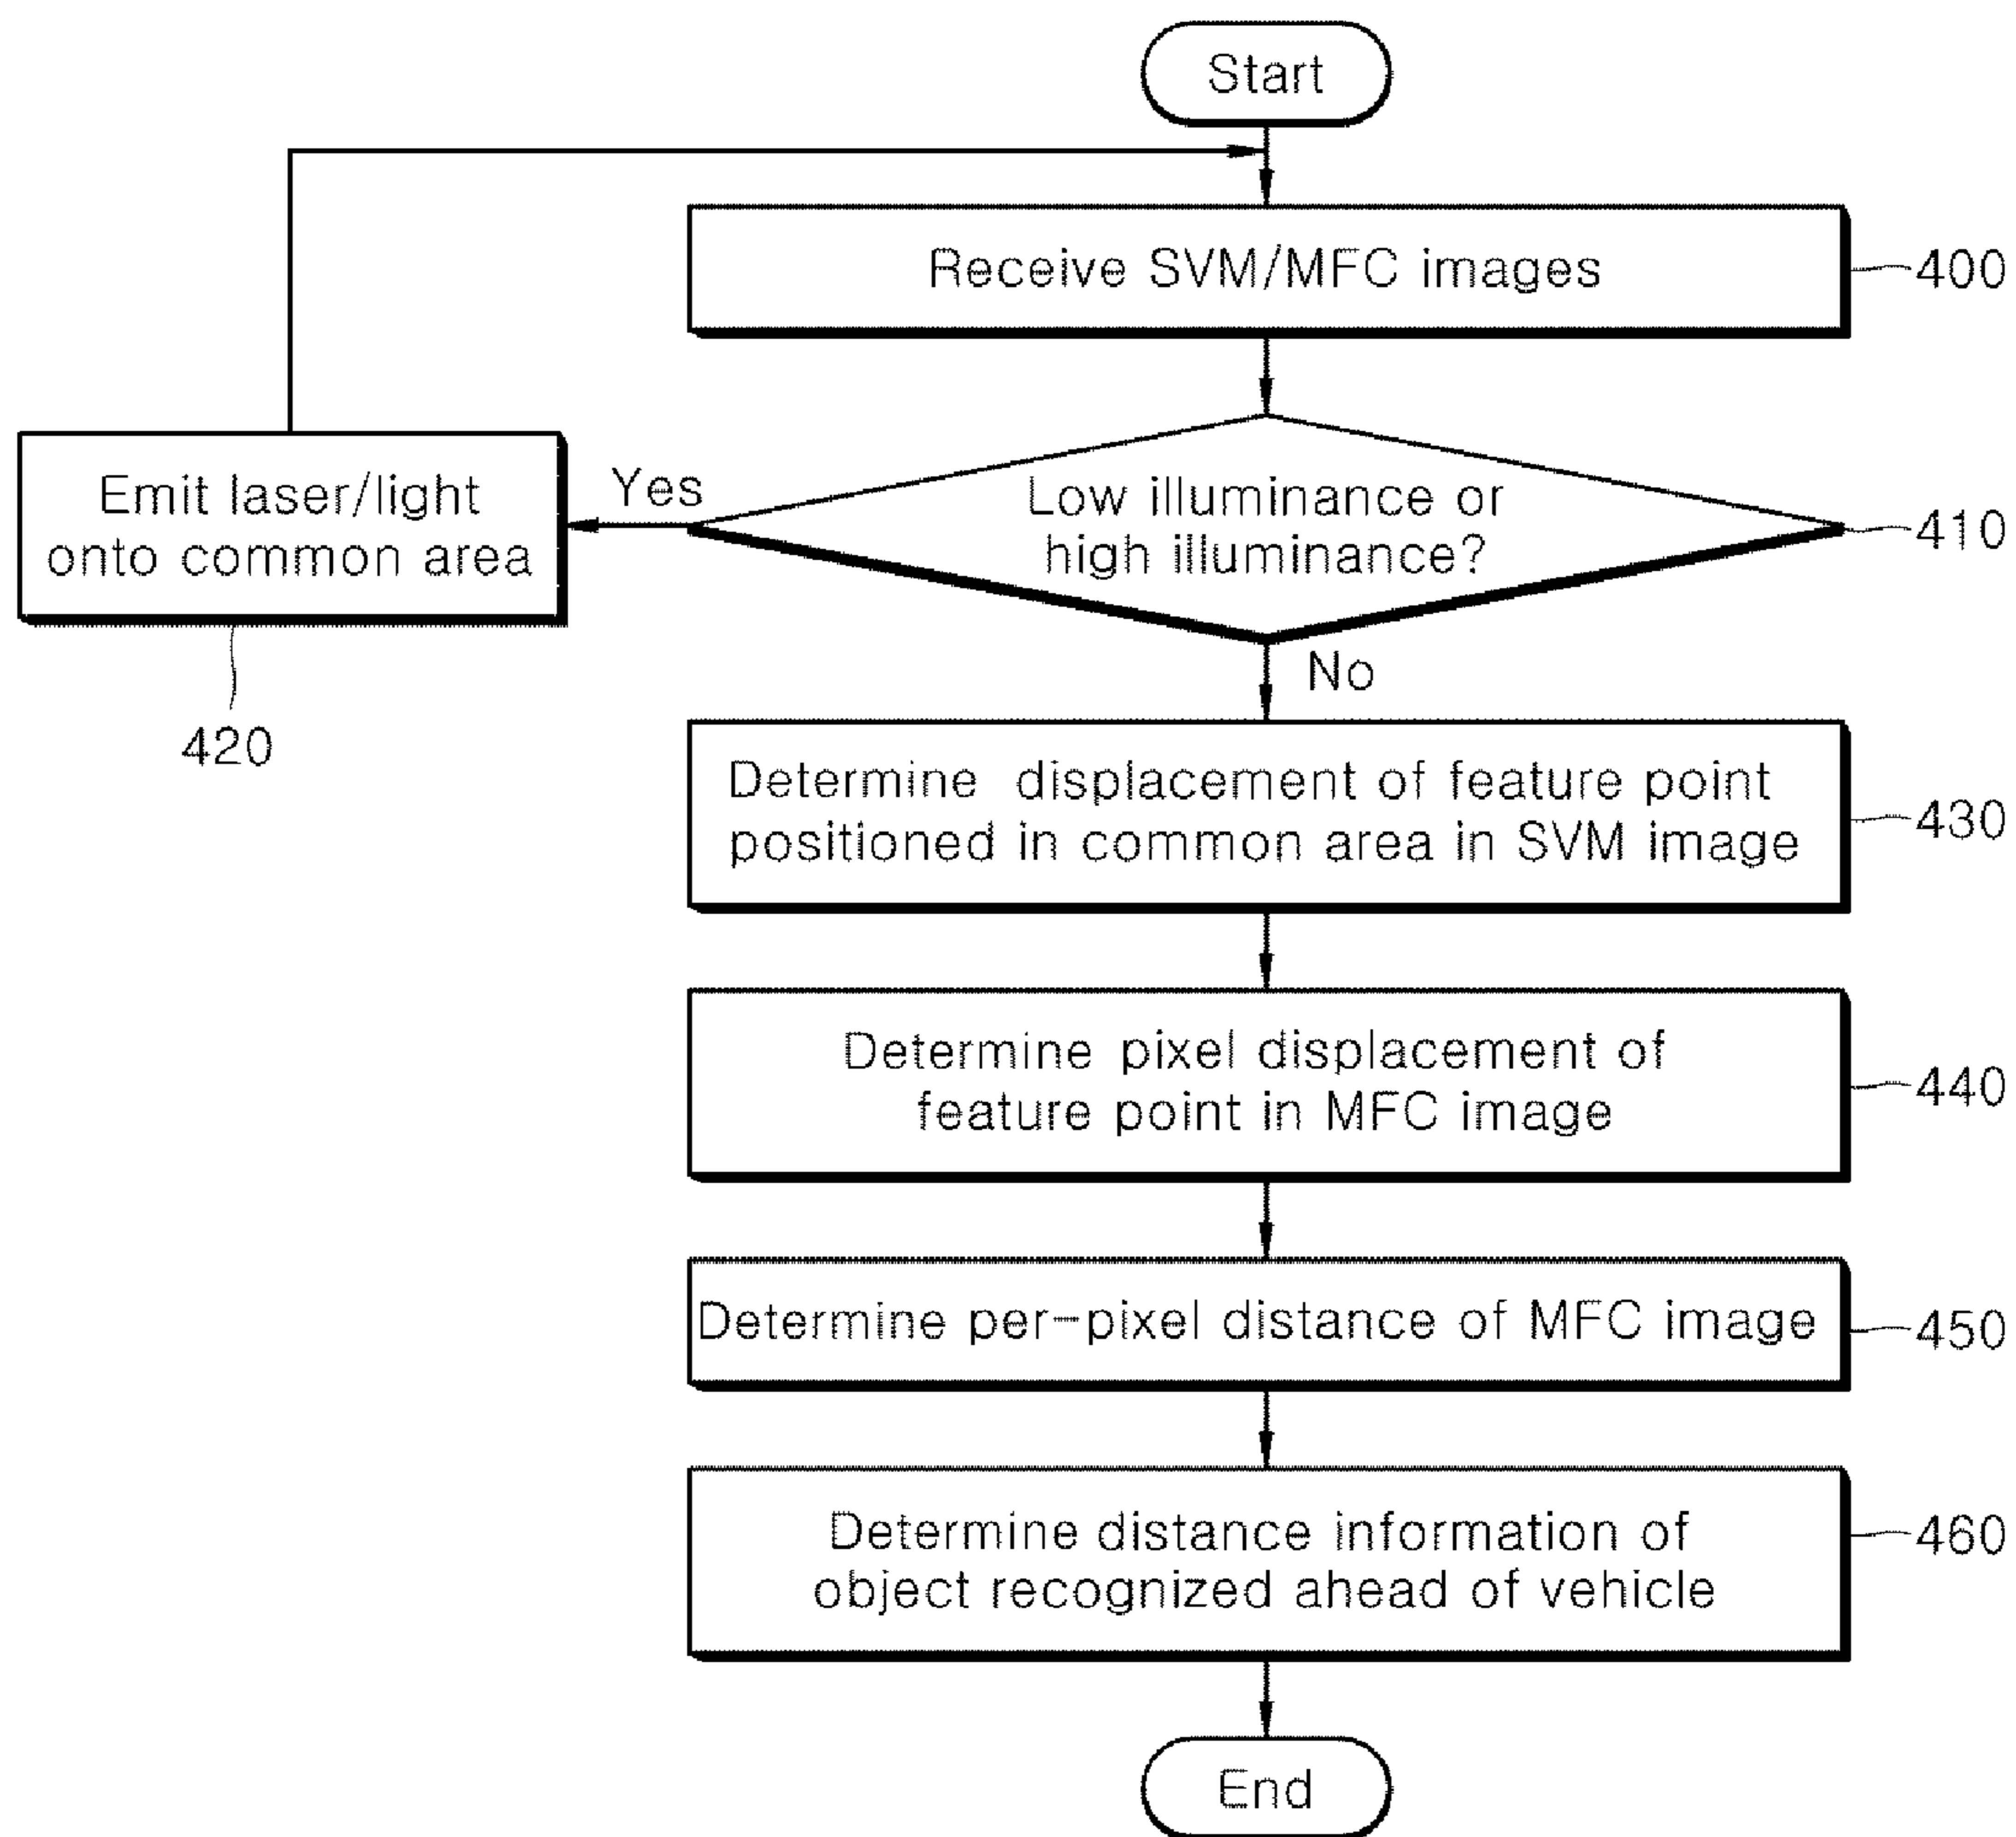 Start
Receive SVM/MFC images
400
Low illuminance or
high illuminance?
410
Yes
Emit laser/light
onto common area
420
No
Determine displacement of feature point
positioned in common area in SVM image
430
Determine pixel displacement of
feature point in MFC image
440
Determine per-pixel distance of MFC image
450
Determine distance information of
object recognized ahead of vehicle
460
End